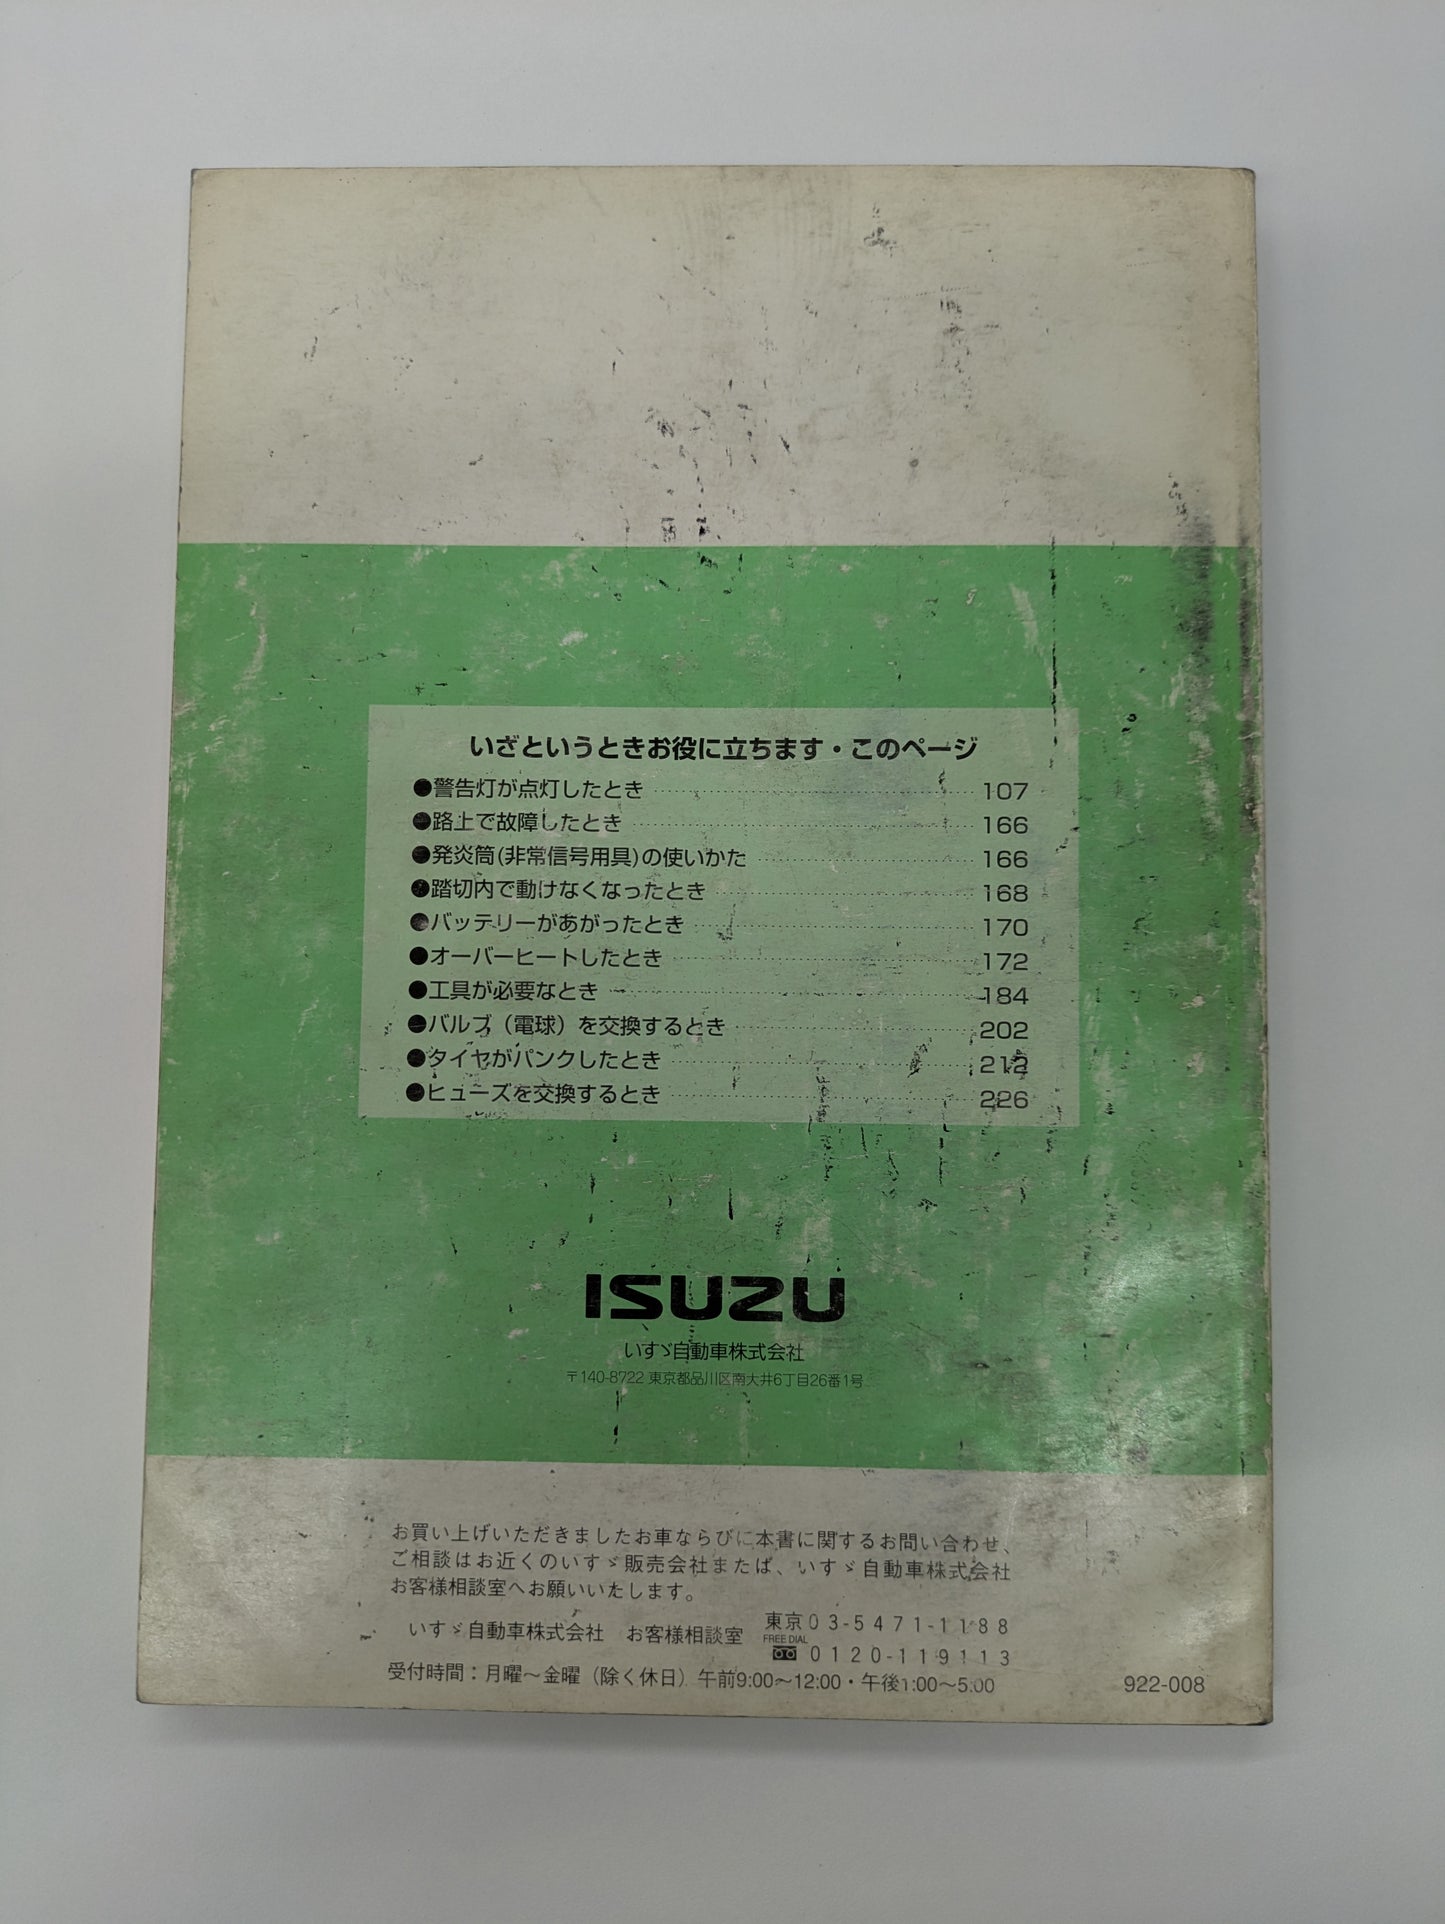 いざというときお役に立ちます・このページ
●警告灯が点灯したとき 107
●路上で故障したとき 166
●発炎筒(非常信号用具)の使いかた 166
●踏切内で動けなくなったとき 168
●バッテリーがあがったとき 170
●オーバーヒートしたとき 172
●工具が必要なとき 184
●バルブ（電球）を交換するとき 202
●タイヤがパンクしたとき 212
●ヒューズを交換するとき 226
ISUZU
いすゞ自動車株式会社
〒140-8722 東京都品川区南大井6丁目26番1号
お買い上げいただきましたお車ならびに本書に関するお問い合わせ、
ご相談はお近くのいすゞ販売会社または、いすゞ自動車株式会社
お客様相談室へお願いいたします。
いすゞ自動車株式会社 お客様相談室 東京03-5471-1188
FREE DIAL 0120-119113
受付時間：月曜～金曜（除く休日）午前9:00～12:00・午後1:00～5:00
922-008